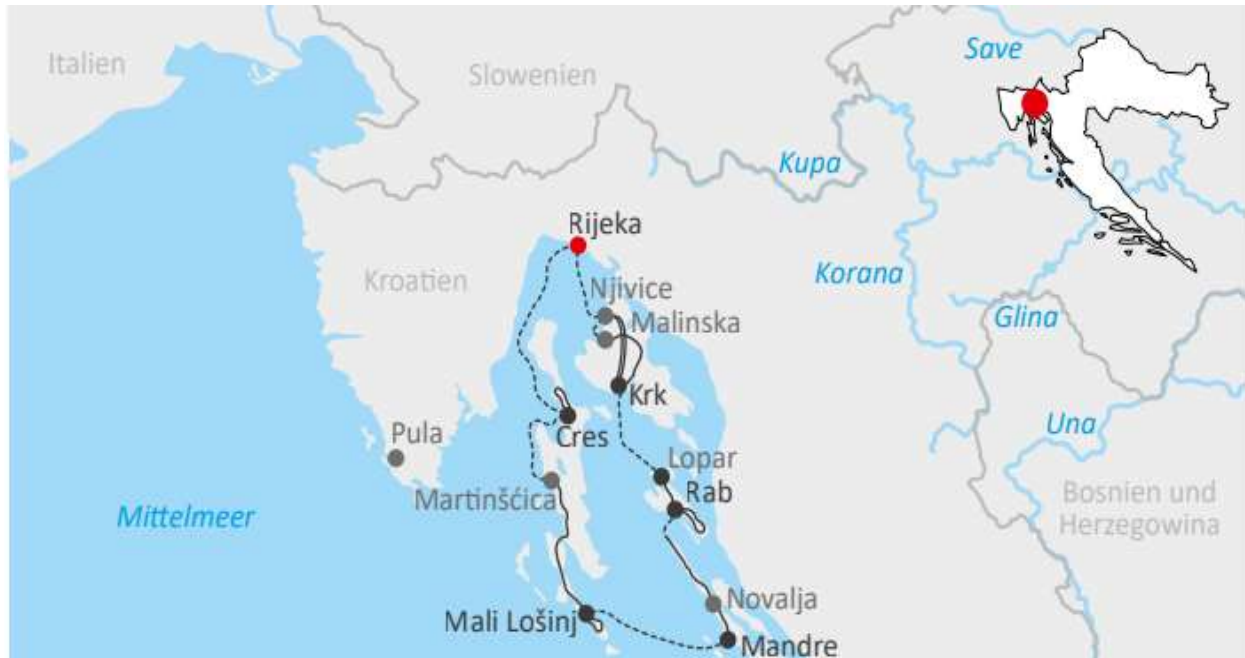 Italien
Slowenien
Save
Kupa
Rijeka
Kroatien
Korana
Njivice
Glina
Malinska
Krk
Cres
Una
Pula
Lopar
Martinšćica
Rab
Bosnien und
Herzegowina
Mittelmeer
Novalja
Mali Lošinj
Mandre